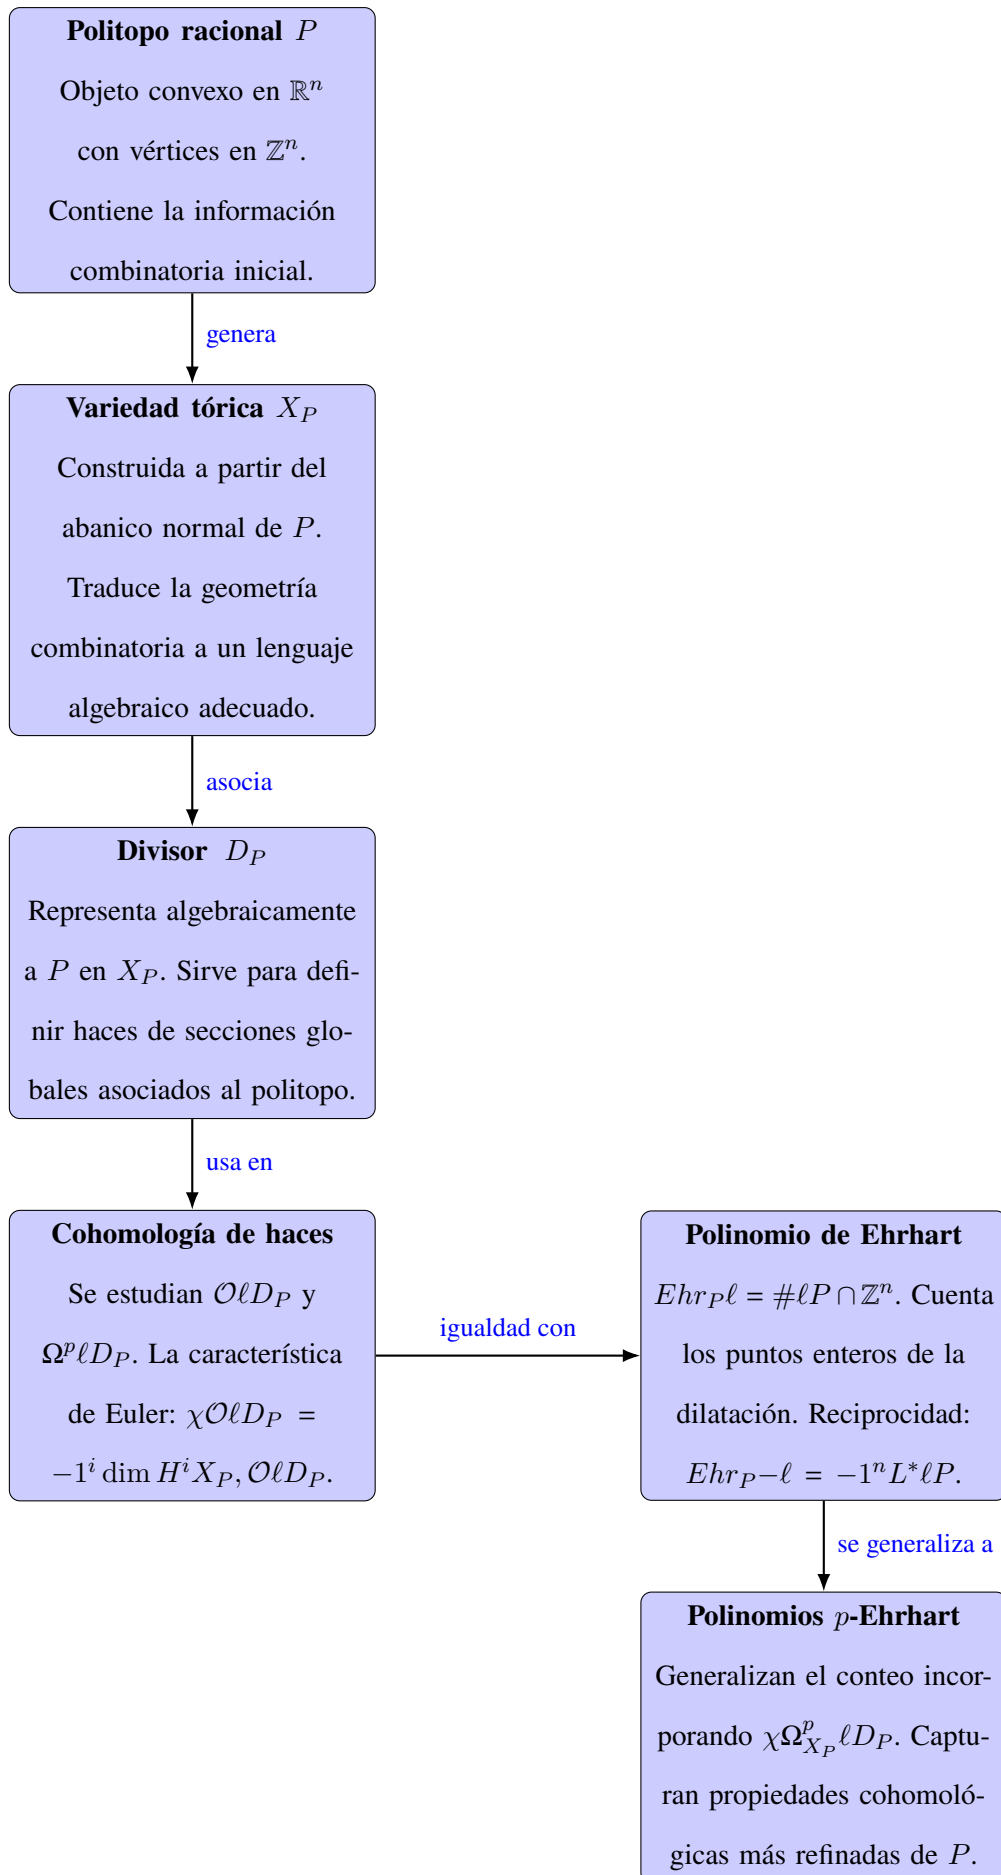 Politopo racional P
Objeto convexo en ℝⁿ
con vértices en ℤⁿ.
Contiene la información
combinatoria inicial.
genera
Variedad tórica X_P
Construida a partir del
abanico normal de P.
Traduce la geometría
combinatoria a un lenguaje
algebraico adecuado.
asocia
Divisor D_P
Representa algebraicamente
a P en X_P. Sirve para defi-
nir haces de secciones glo-
bales asociados al politopo.
usa en
Cohomología de haces
Se estudian 𝒪ℓD_P y
Ω^pℓD_P. La característica
de Euler: χ𝒪ℓD_P =
−1^i dim H^iX_P, 𝒪ℓD_P.
igualdad con
Polinomio de Ehrhart
Ehr_Pℓ = #ℓP ∩ ℤⁿ. Cuenta
los puntos enteros de la
dilatación. Reciprocidad:
Ehr_P−ℓ = −1ⁿL*ℓP.
se generaliza a
Polinomios p-Ehrhart
Generalizan el conteo incor-
porando χΩ^p_{X_P}ℓD_P. Captu-
ran propiedades cohomoló-
gicas más refinadas de P.